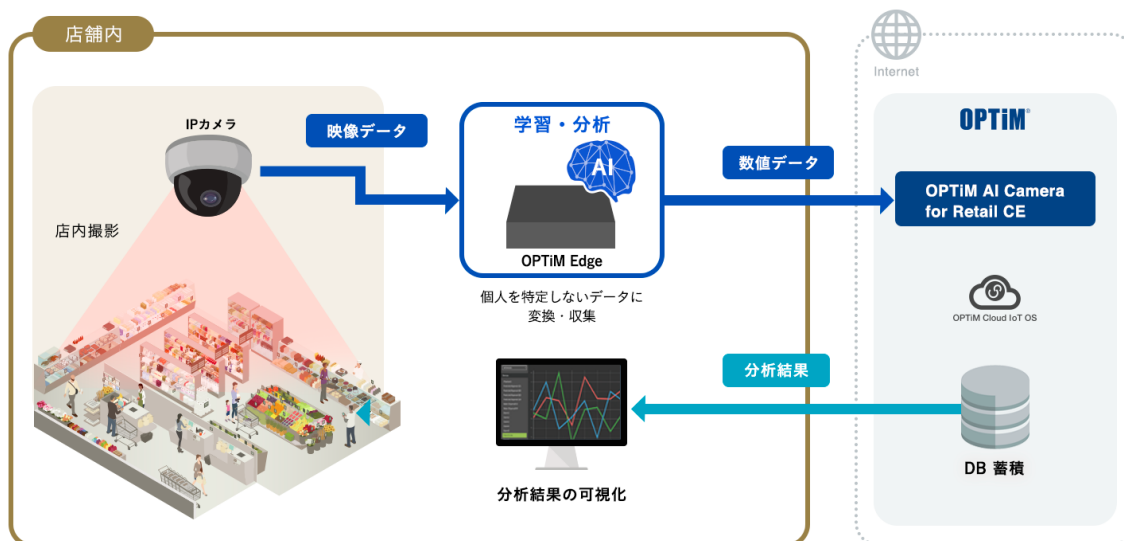 店舗内
Internet
IPカメラ
映像データ
学習・分析
AI
数値データ
OPTiM®
OPTiM AI Camera
for Retail CE
店内撮影
OPTiM Edge
個人を特定しないデータに
変換・収集
OPTiM Cloud IoT OS
分析結果
DB 蓄積
分析結果の可視化